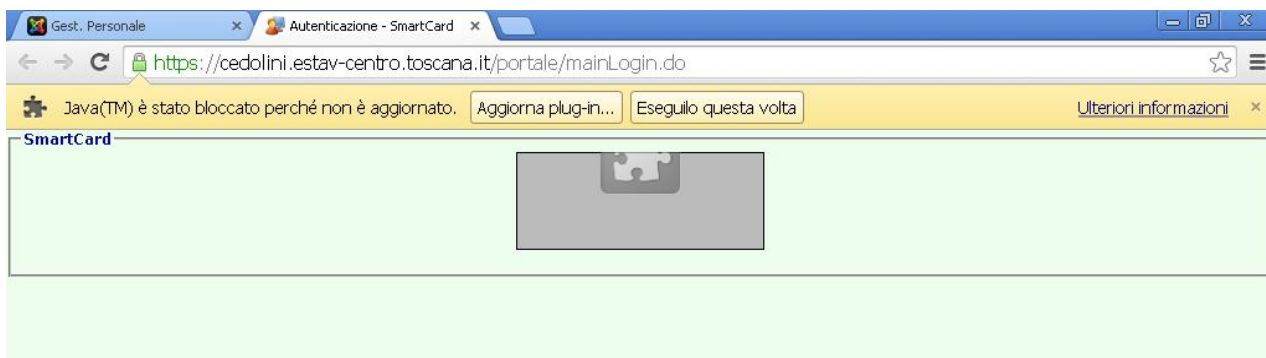 Gest. Personale
Autenticazione - SmartCard
https://cedolini.estav-centro.toscana.it/portale/mainLogin.do
Java(TM) è stato bloccato perché non è aggiornato. Aggiorna plug-in... Eseguilo questa volta Ulteriori informazioni
SmartCard